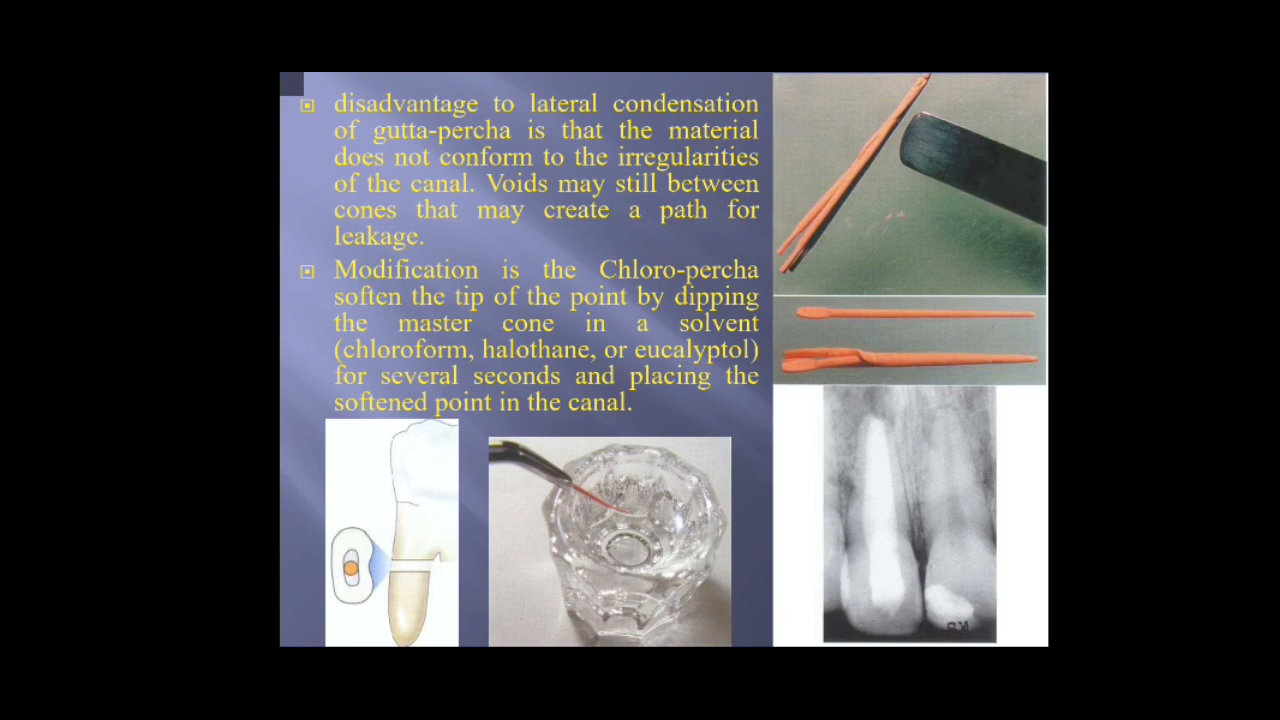 disadvantage to lateral condensation
of gutta-percha is that the material
does not conform to the irregularities
of the canal. Voids may still between
cones that may create a path for
leakage.
Modification is the Chloro-percha
soften the tip of the point by dipping
the master cone in a solvent
(chloroform, halothane, or eucalyptol)
for several seconds and placing the
softened point in the canal.